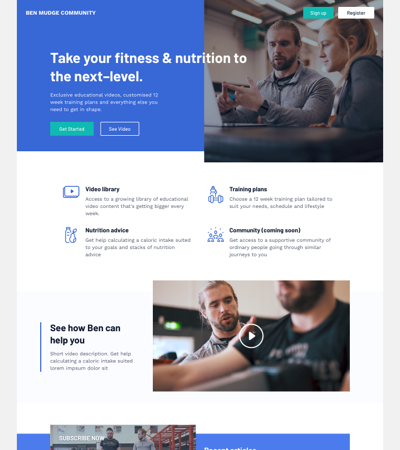 BEN MUDGE COMMUNITY
Sign up
Register
Take your fitness & nutrition to
the next–level.
Exclusive educational videos, customised 12
week training plans and everything else you
need to get in shape.
Get Started
See Video
Video library
Access to a growing library of educational
video content that's getting bigger every
week.
Training plans
Choose a 12 week training plan tailored to
suit your needs, schedule and lifestyle
Nutrition advice
Get help calculating a caloric intake suited
to your goals and stacks of nutrition
advice
Community (coming soon)
Get access to a supportive community of
ordinary people going through similar
journeys to you
See how Ben can
help you
Short video description. Get help
calculating a caloric intake suited
lorem impsum dolor sit
SUBSCRIBE NOW
Recent articles